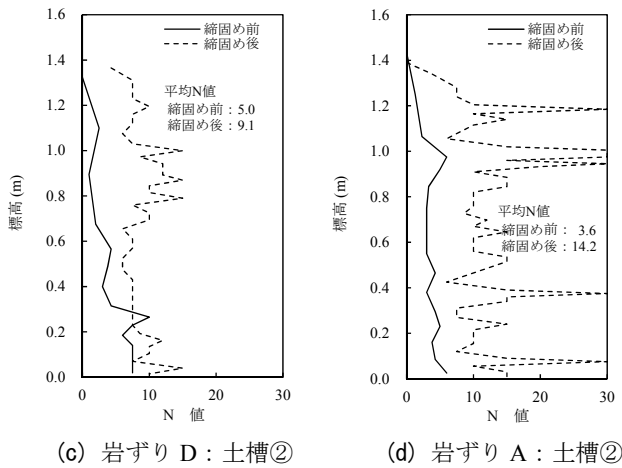 締固め前
締固め後
平均N値
締固め前：5.0
締固め後：9.1
標高 (m)
1.6
1.4
1.2
1.0
0.8
0.6
0.4
0.2
0.0
0 10 20 30
N 値
(c) 岩ずり D：土槽②
締固め前
締固め後
平均N値
締固め前： 3.6
締固め後：14.2
標高 (m)
1.6
1.4
1.2
1.0
0.8
0.6
0.4
0.2
0.0
0 10 20 30
N 値
(d) 岩ずり A：土槽②